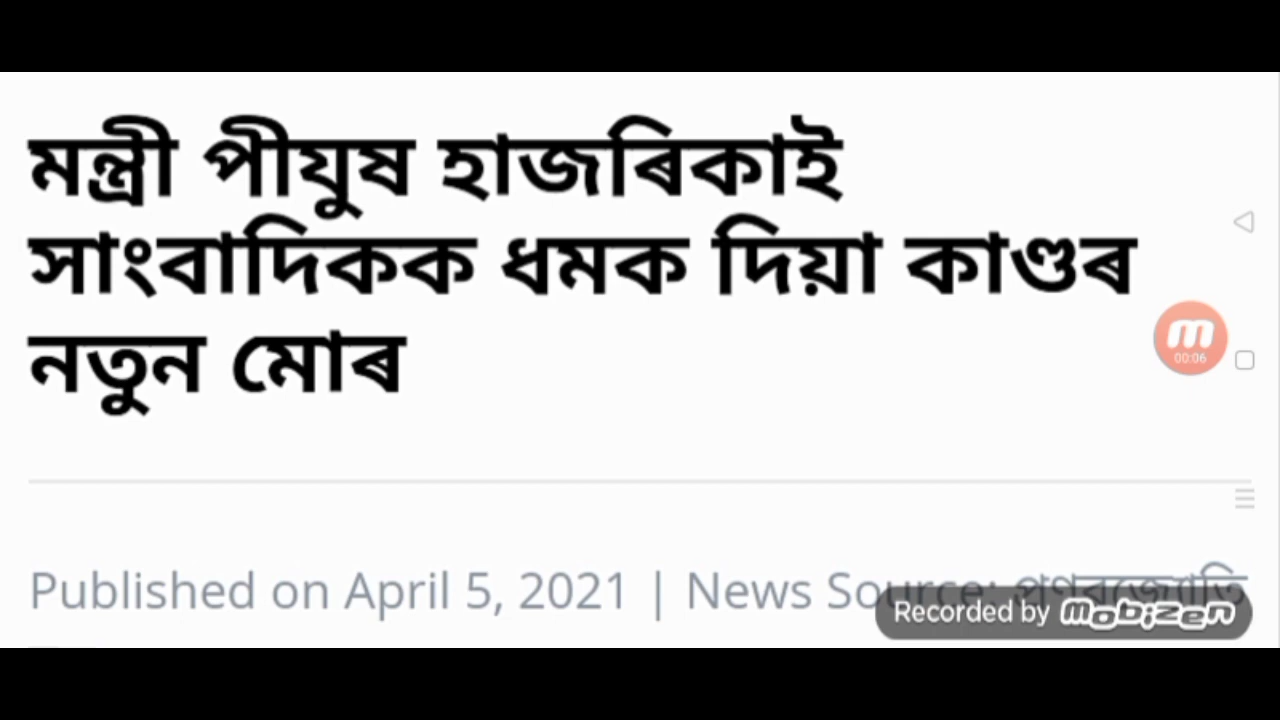 মন্ত্ৰী পীযুষ হাজৰিকাই
সাংবাদিকক ধমক দিয়া কাণ্ডৰ
নতুন মোৰ
m
00:06
Published on April 5, 2021 | News Source:
Recorded by mobizen